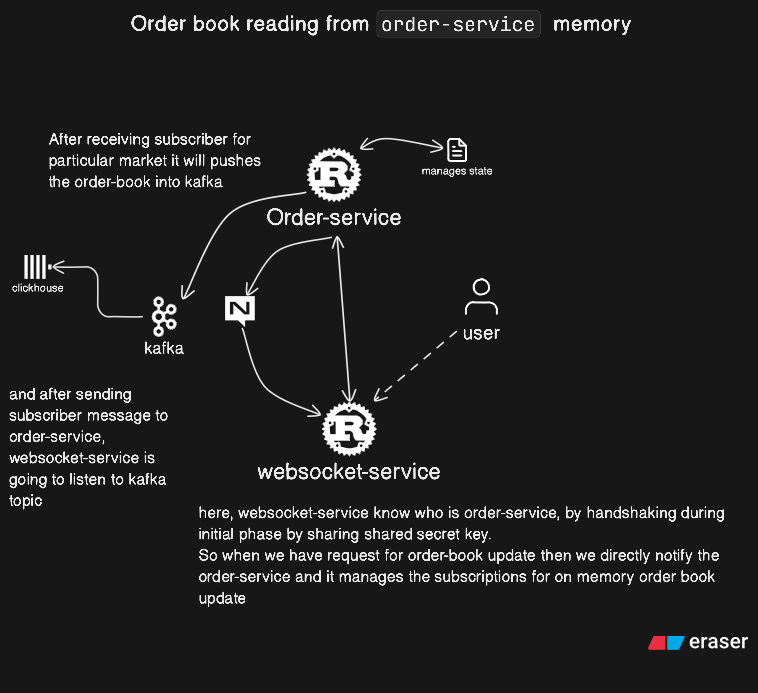 Order book reading from order-service memory
After receiving subscriber for
particular market it will pushes
the order-book into kafka
manages state
Order-service
clickhouse
N
kafka
user
and after sending
subscriber message to
order-service,
websocket-service is
going to listen to kafka
topic
R
websocket-service
here, websocket-service know who is order-service, by handshaking during
initial phase by sharing shared secret key.
So when we have request for order-book update then we directly notify the
order-service and it manages the subscriptions for on memory order book
update
eraser